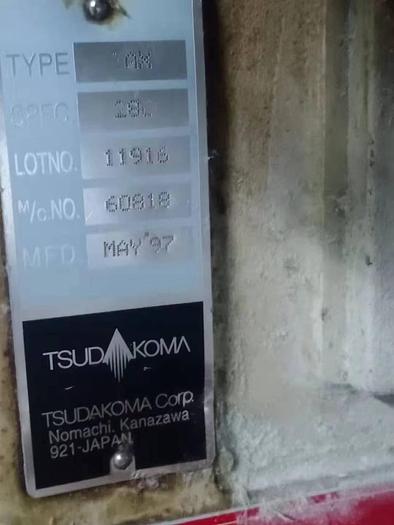 TYPE
SPEC.
LOTNO. 11916
M/C.NO. 60818
MFD MAY'97
TSUDAKOMA
TSUDAKOMA Corp.
Nomachi, Kanazawa
921-JAPAN